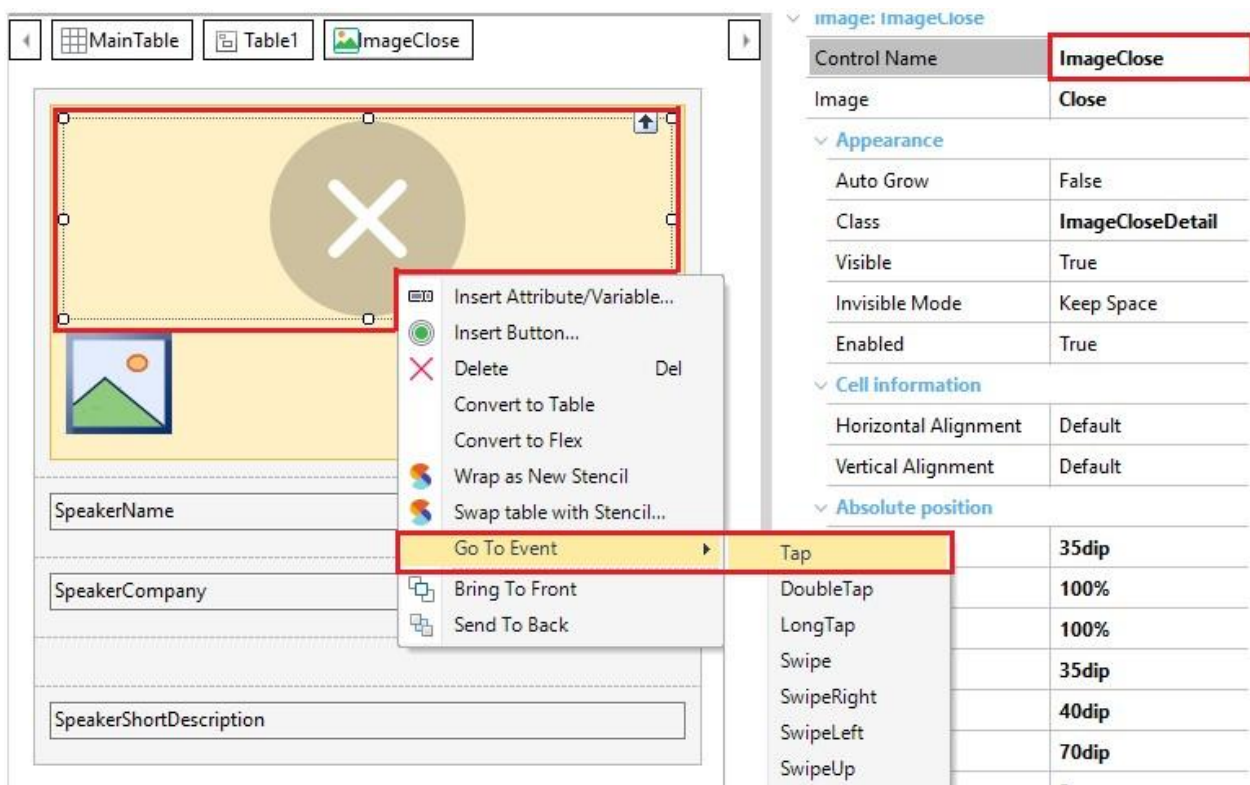 MainTable
Table1
ImageClose
SpeakerName
SpeakerCompany
SpeakerShortDescription
Insert Attribute/Variable...
Insert Button...
Delete Del
Convert to Table
Convert to Flex
Wrap as New Stencil
Swap table with Stencil...
Go To Event
Bring To Front
Send To Back
Tap
DoubleTap
LongTap
Swipe
SwipeRight
SwipeLeft
SwipeUp
Image: ImageClose
Control Name ImageClose
Image Close
Appearance
Auto Grow False
Class ImageCloseDetail
Visible True
Invisible Mode Keep Space
Enabled True
Cell information
Horizontal Alignment Default
Vertical Alignment Default
Absolute position
35dip
100%
100%
35dip
40dip
70dip